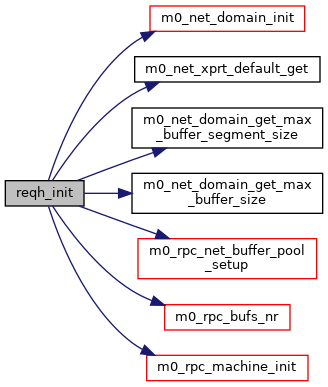 m0_net_domain_init
m0_net_xprt_default_get
m0_net_domain_get_max
_buffer_segment_size
reqh_init
m0_net_domain_get_max
_buffer_size
m0_rpc_net_buffer_pool
_setup
m0_rpc_bufs_nr
m0_rpc_machine_init